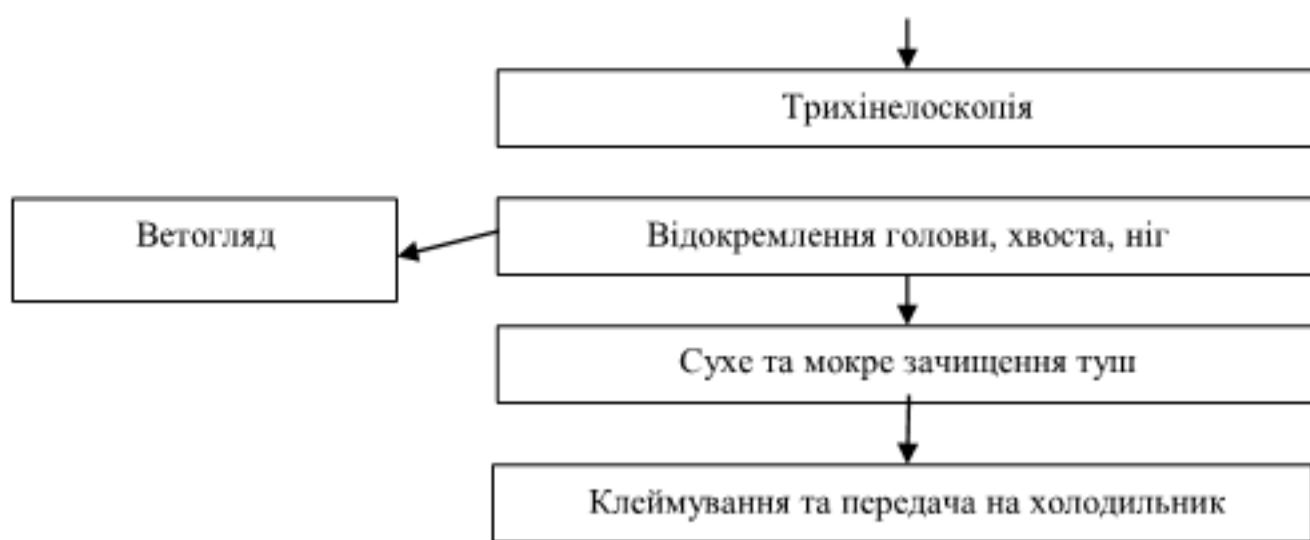 Трихінелоскопія
Ветогляд
Відокремлення голови, хвоста, ніг
Сухе та мокре зачищення туш
Клеймування та передача на холодильник